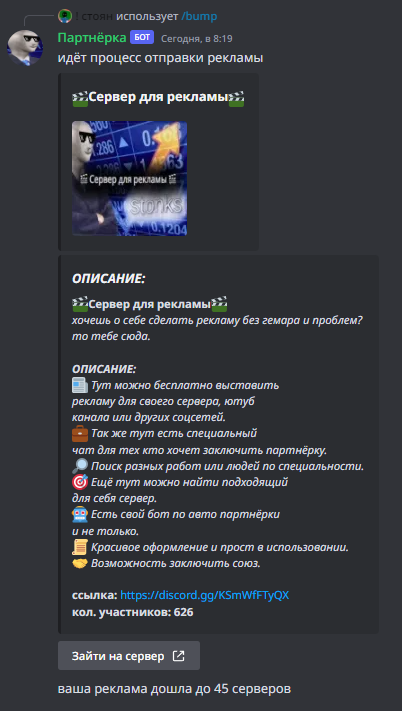 ! стоян использует /bump
Партнёрка БОТ Сегодня, в 8:19
идёт процесс отправки рекламы
🎬Сервер для рекламы🎬
🎬 Сервер для рекламы 🎬
stonks
ОПИСАНИЕ:
🎬Сервер для рекламы🎬
хочешь о себе сделать рекламу без гемара и проблем?
то тебе сюда.
ОПИСАНИЕ:
📰 Тут можно бесплатно выставить
рекламу для своего сервера, ютуб
канала или других соцсетей.
💼 Так же тут есть специальный
чат для тех кто хочет заключить партнёрку.
🔎 Поиск разных работ или людей по специальности.
🎯 Ещё тут можно найти подходящий
для себя сервер.
🤖 Есть свой бот по авто партнёрки
и не только.
📜 Красивое оформление и прост в использовании.
🤝 Возможность заключить союз.
ссылка: https://discord.gg/KSmWfFTyQX
кол. участников: 626
Зайти на сервер
ваша реклама дошла до 45 серверов